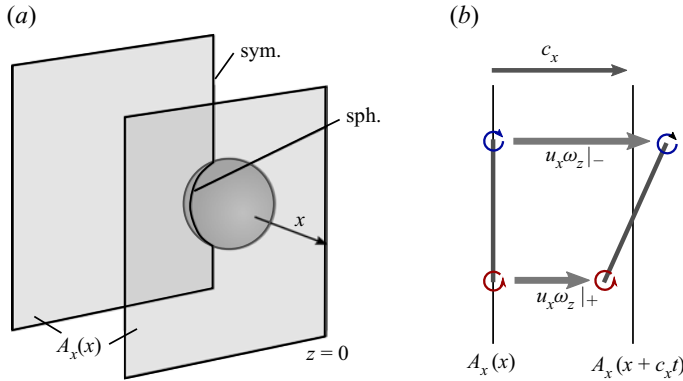 (a)
sym.
sph.
x
A_x(x)
z = 0
(b)
c_x
u_xω_z|_−
u_xω_z|_+
A_x(x)
A_x(x + c_xt)